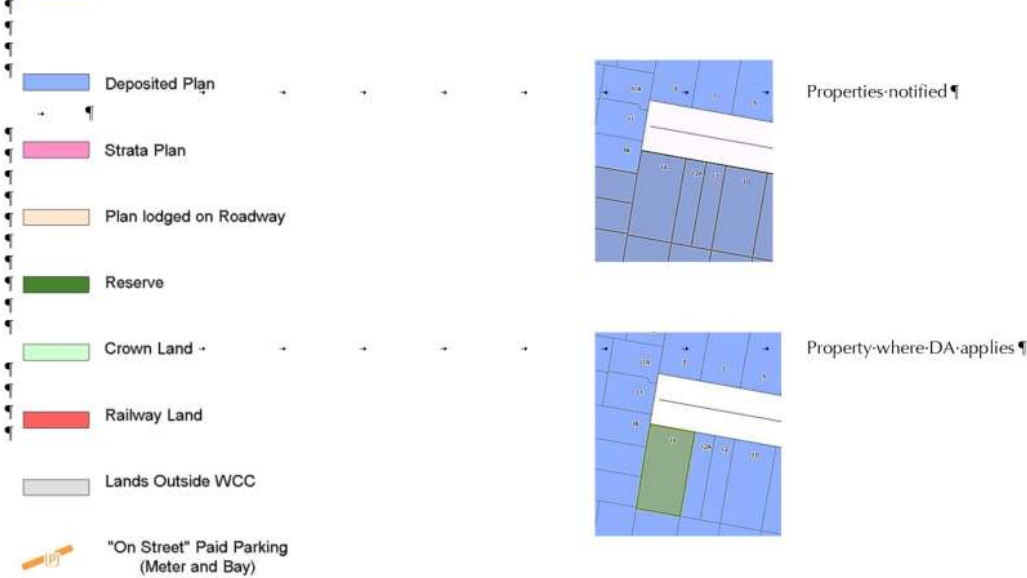 Deposited Plan
Properties·notified ¶
Strata Plan
Plan lodged on Roadway
Reserve
Crown Land
Property·where·DA·applies ¶
Railway Land
Lands Outside WCC
P
"On Street" Paid Parking
(Meter and Bay)